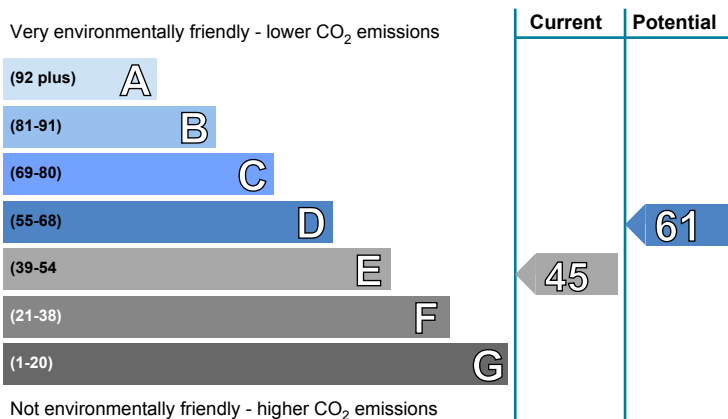 Very environmentally friendly - lower CO₂ emissions
Current
Potential
(92 plus) A
(81-91) B
(69-80) C
(55-68) D
61
(39-54 E
45
(21-38) F
(1-20) G
Not environmentally friendly - higher CO₂ emissions